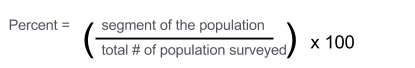 Percent = ( segment of the population
total # of population surveyed ) x 100